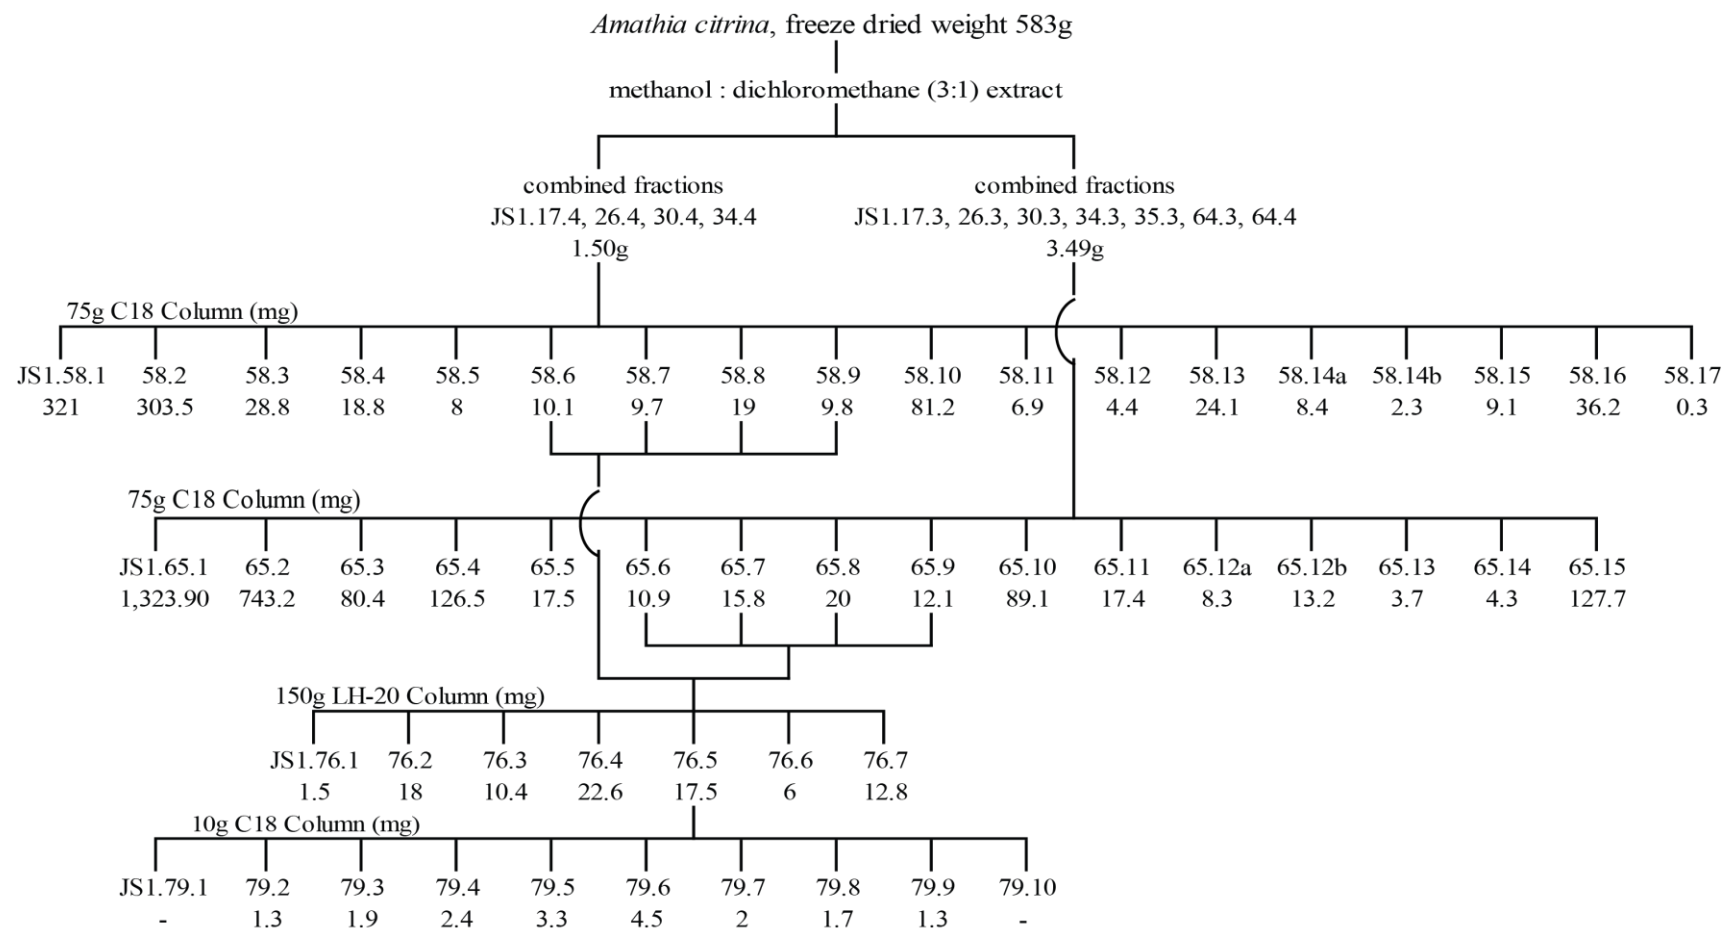 Amathia citrina, freeze dried weight 583g
methanol : dichloromethane (3:1) extract
combined fractions combined fractions
JS1.17.4, 26.4, 30.4, 34.4 JS1.17.3, 26.3, 30.3, 34.3, 35.3, 64.3, 64.4
1.50g 3.49g
75g C18 Column (mg)
JS1.58.1 58.2 58.3 58.4 58.5 58.6 58.7 58.8 58.9 58.10 58.11 58.12 58.13 58.14a 58.14b 58.15 58.16 58.17
321 303.5 28.8 18.8 8 10.1 9.7 19 9.8 81.2 6.9 4.4 24.1 8.4 2.3 9.1 36.2 0.3
75g C18 Column (mg)
JS1.65.1 65.2 65.3 65.4 65.5 65.6 65.7 65.8 65.9 65.10 65.11 65.12a 65.12b 65.13 65.14 65.15
1,323.90 743.2 80.4 126.5 17.5 10.9 15.8 20 12.1 89.1 17.4 8.3 13.2 3.7 4.3 127.7
150g LH-20 Column (mg)
JS1.76.1 76.2 76.3 76.4 76.5 76.6 76.7
1.5 18 10.4 22.6 17.5 6 12.8
10g C18 Column (mg)
JS1.79.1 79.2 79.3 79.4 79.5 79.6 79.7 79.8 79.9 79.10
- 1.3 1.9 2.4 3.3 4.5 2 1.7 1.3 -